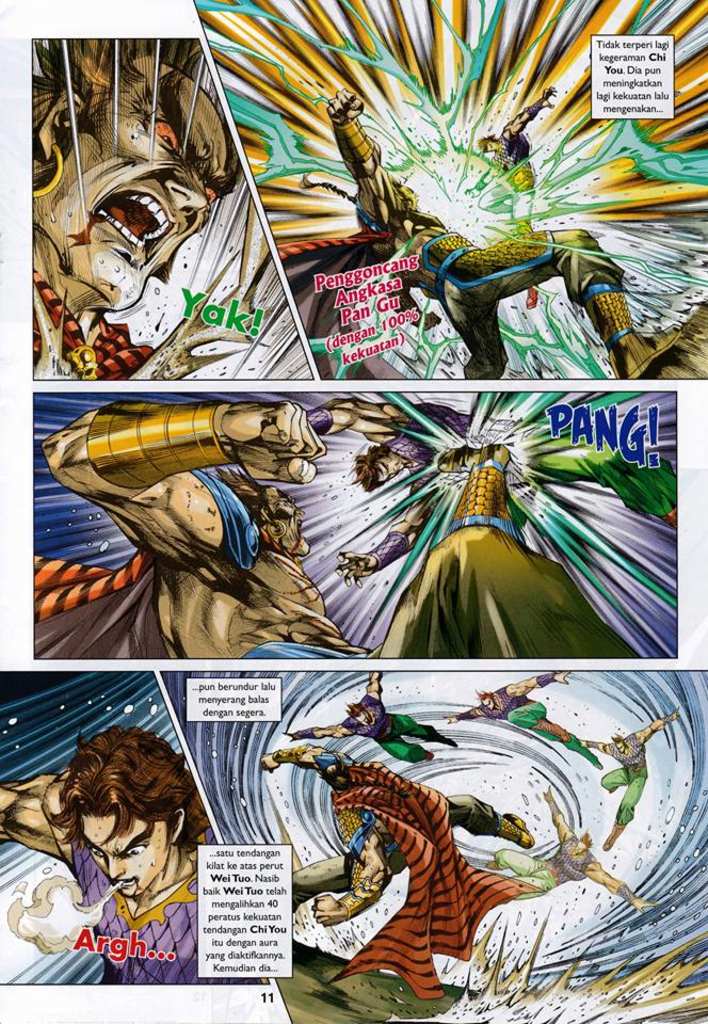 Tidak terperi lagi
kegeraman Chi
You. Dia pun
meningkatkan
lagi kekuatan lalu
mengenakan...
Yak!
Penggoncang
Angkasa
Pan Gu
(dengan 100%
kekuatan)
PANG!
...satu tendangan
kilat ke atas perut
Wei Tuo. Nasib
baik Wei Tuo telah
mengalihkan 40
peratus kekuatan
tendangan Chi You
itu dengan aura
yang diaktifkannya.
Kemudian dia...
Argh...
...pun berundur lalu
menyerang balas
dengan segera.
11